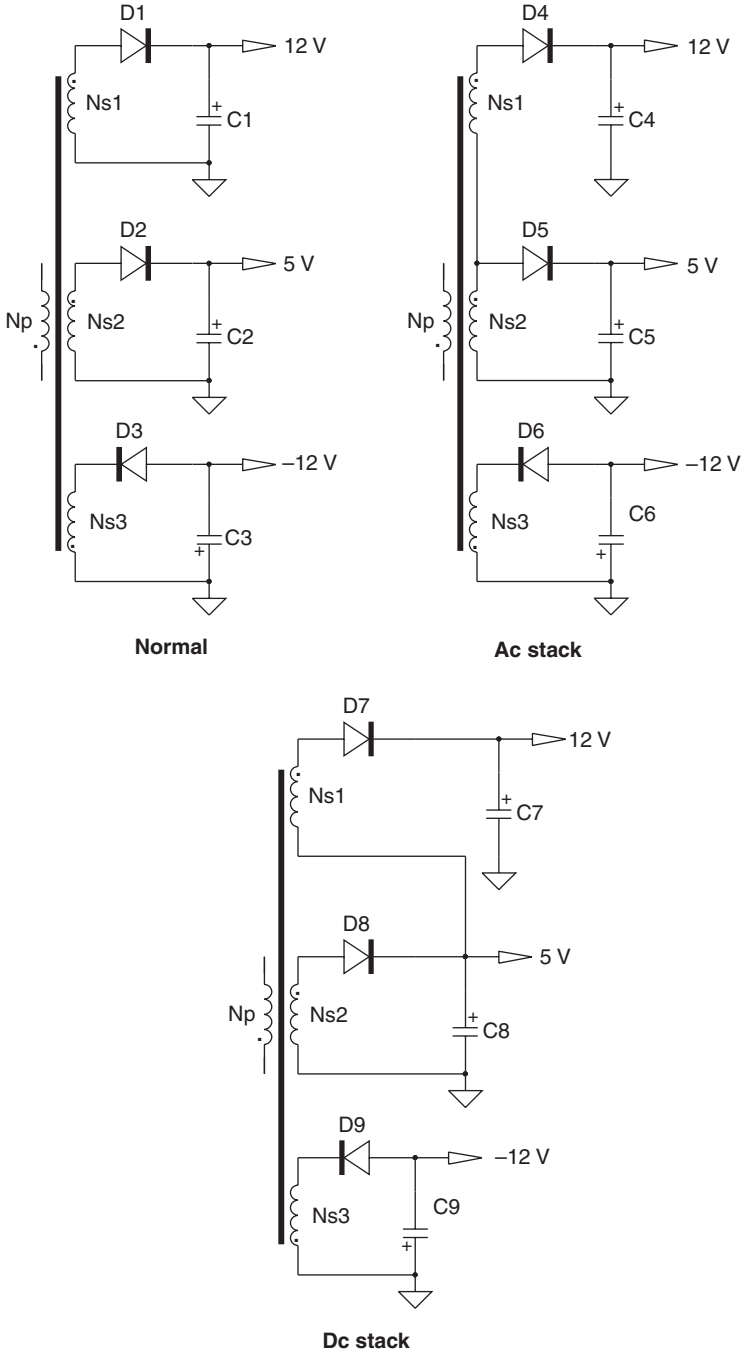 D1
12 V
Ns1
+
C1
D2
5 V
Np
Ns2
+
C2
D3
–12 V
Ns3
C3
+
Normal
D4
12 V
Ns1
+
C4
D5
5 V
Np
Ns2
+
C5
D6
–12 V
Ns3
C6
+
Ac stack
D7
12 V
Ns1
+
C7
D8
5 V
Np
Ns2
+
C8
D9
–12 V
Ns3
C9
+
Dc stack